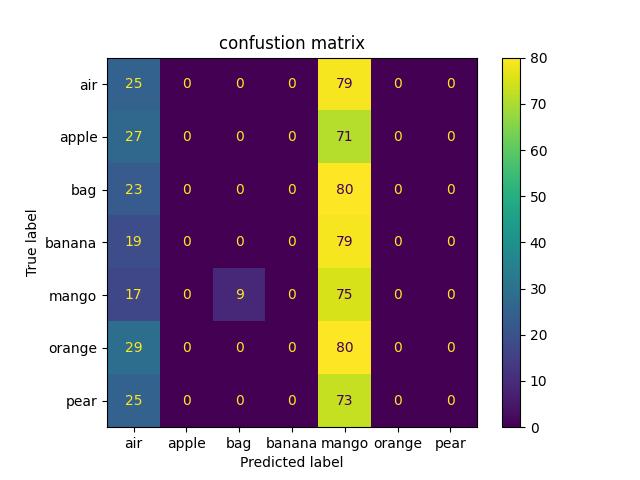 confustion matrix
air 25 0 0 0 79 0 0
apple 27 0 0 0 71 0 0
bag 23 0 0 0 80 0 0
banana 19 0 0 0 79 0 0
mango 17 0 9 0 75 0 0
orange 29 0 0 0 80 0 0
pear 25 0 0 0 73 0 0
air apple bag banana mango orange pear
Predicted label
True label
80
70
60
50
40
30
20
10
0